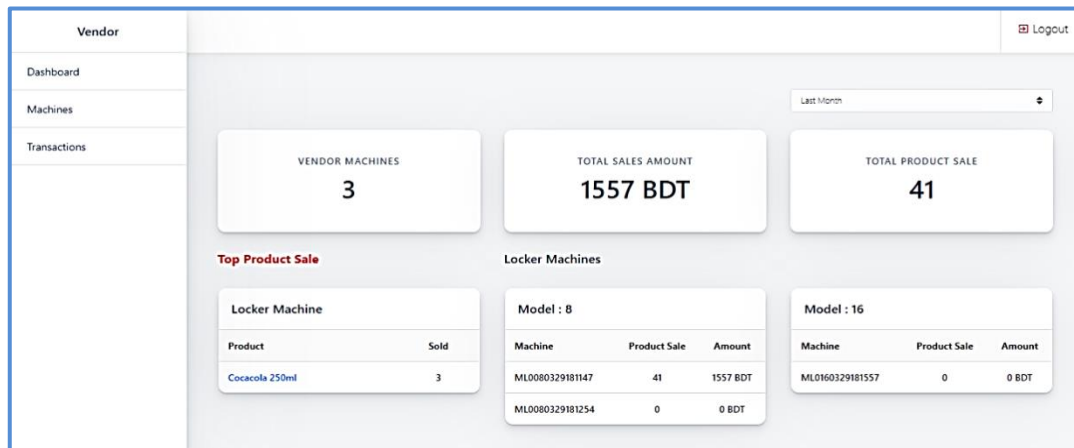 Vendor
Logout
Dashboard
Machines
Transactions
Last Month
VENDOR MACHINES
3
TOTAL SALES AMOUNT
1557 BDT
TOTAL PRODUCT SALE
41
Top Product Sale
Locker Machines
Locker Machine
Product Sold
Cocacola 250ml 3
Model : 8
Machine Product Sale Amount
ML0080329181147 41 1557 BDT
ML0080329181254 0 0 BDT
Model : 16
Machine Product Sale Amount
ML0160329181557 0 0 BDT